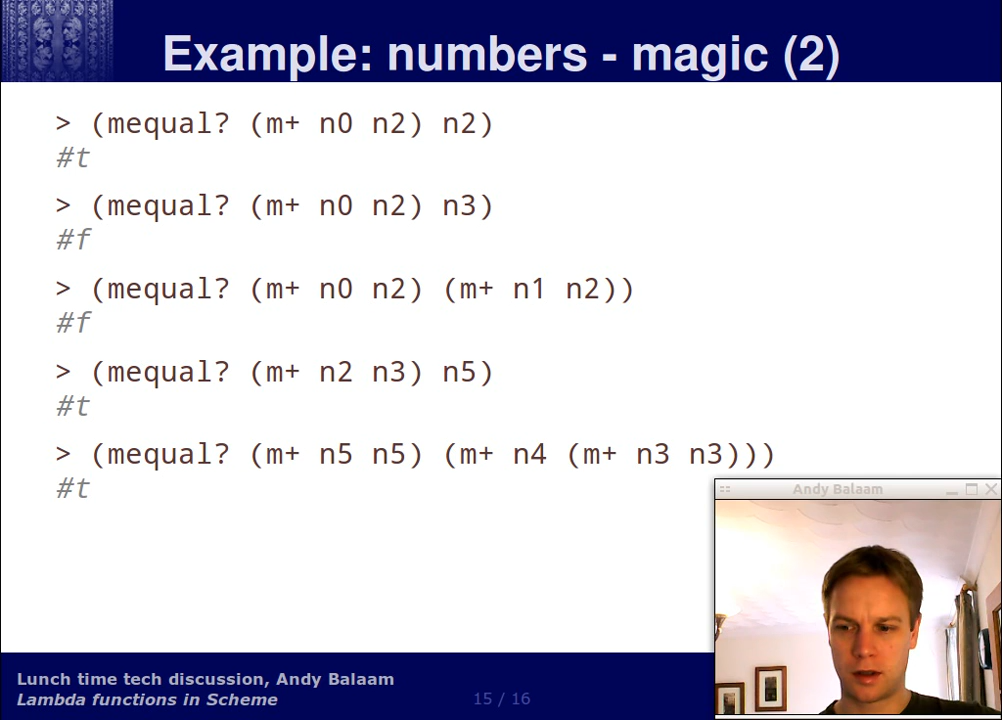 Example: numbers - magic (2)
> (mequal? (m+ n0 n2) n2)
#t
> (mequal? (m+ n0 n2) n3)
#f
> (mequal? (m+ n0 n2) (m+ n1 n2))
#f
> (mequal? (m+ n2 n3) n5)
#t
> (mequal? (m+ n5 n5) (m+ n4 (m+ n3 n3)))
#t
Andy Balaam
Lunch time tech discussion, Andy Balaam
Lambda functions in Scheme
15 / 16